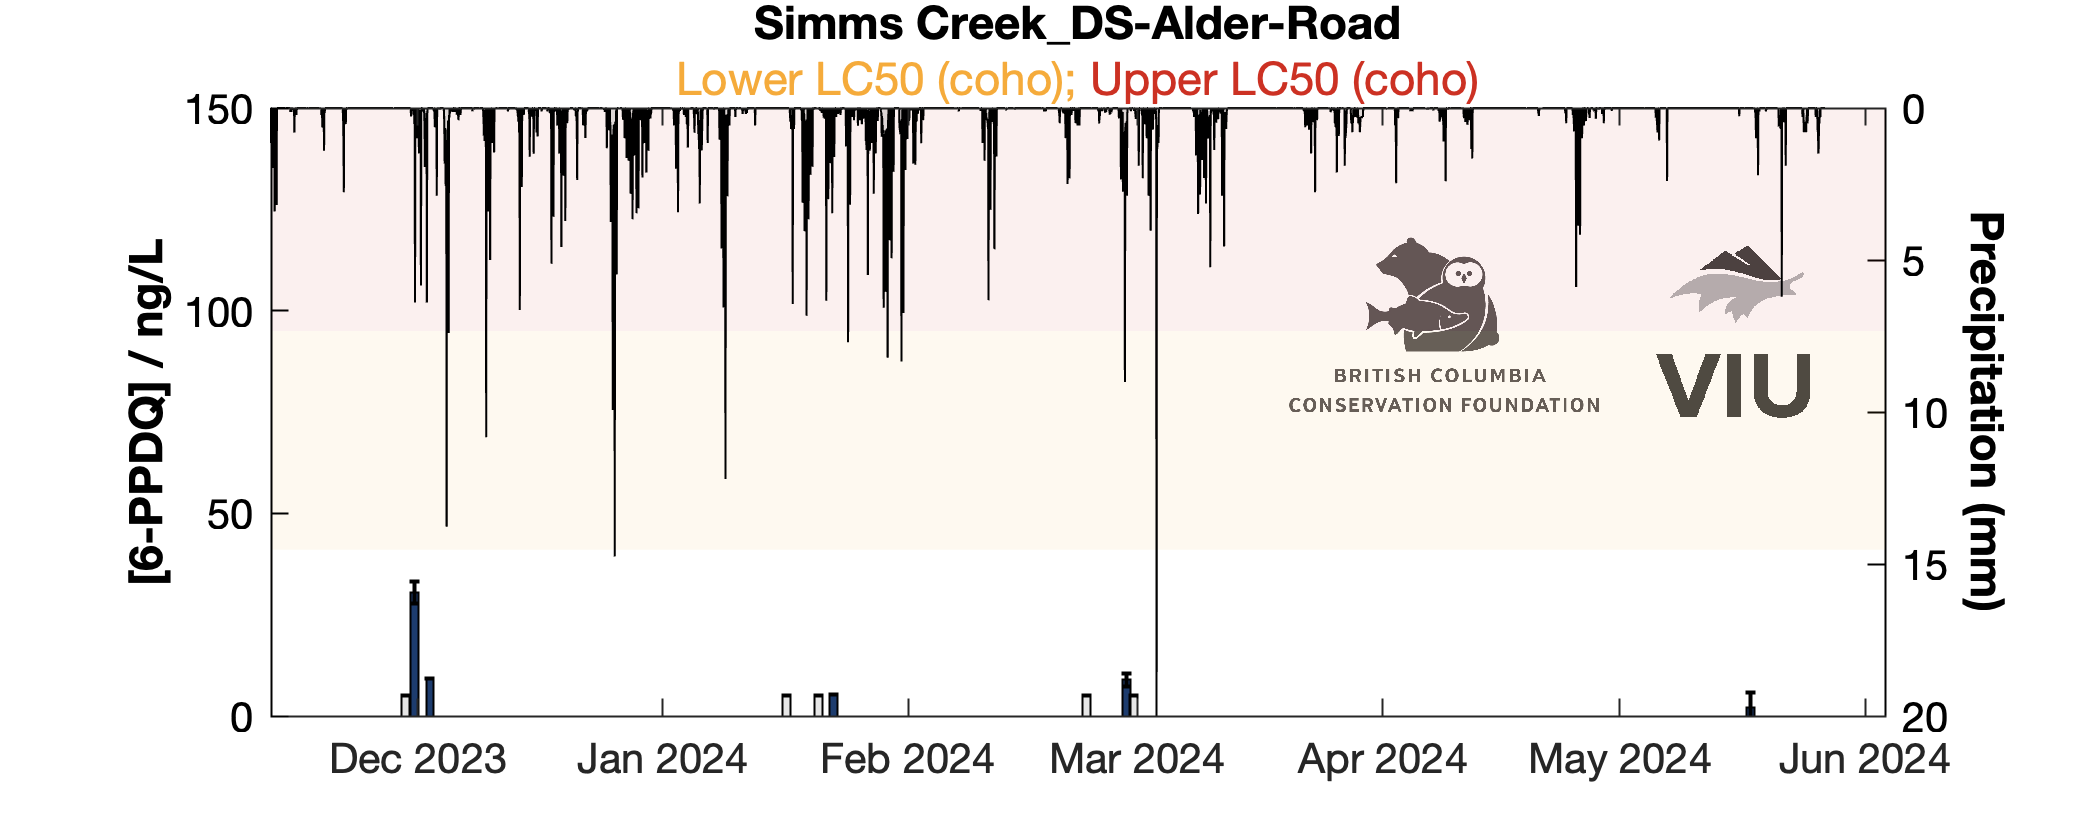 Simms Creek_DS-Alder-Road
Lower LC50 (coho); Upper LC50 (coho)
150
100
50
0
[6-PPDQ] / ng/L
0
5
10
15
20
Precipitation (mm)
BRITISH COLUMBIA
CONSERVATION FOUNDATION
VIU
Dec 2023
Jan 2024
Feb 2024
Mar 2024
Apr 2024
May 2024
Jun 2024